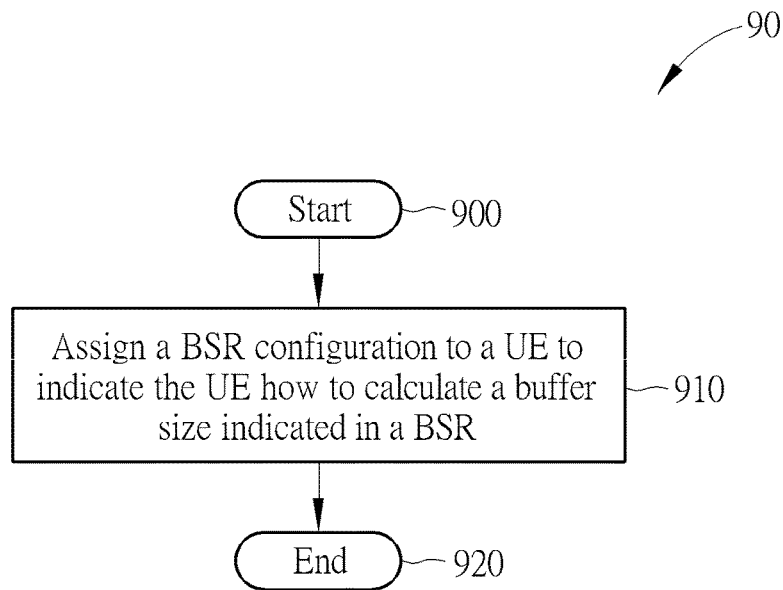 90
Start
900
Assign a BSR configuration to a UE to
indicate the UE how to calculate a buffer
size indicated in a BSR
910
End
920